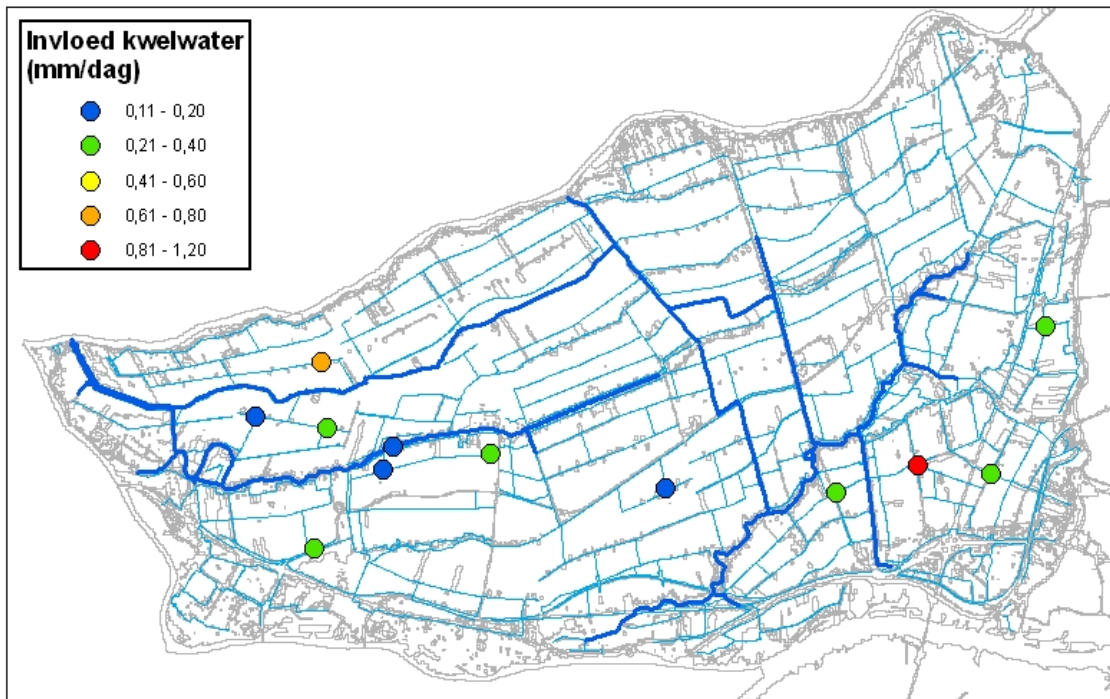 Invloed kwelwater
(mm/dag)
0,11 - 0,20
0,21 - 0,40
0,41 - 0,60
0,61 - 0,80
0,81 - 1,20